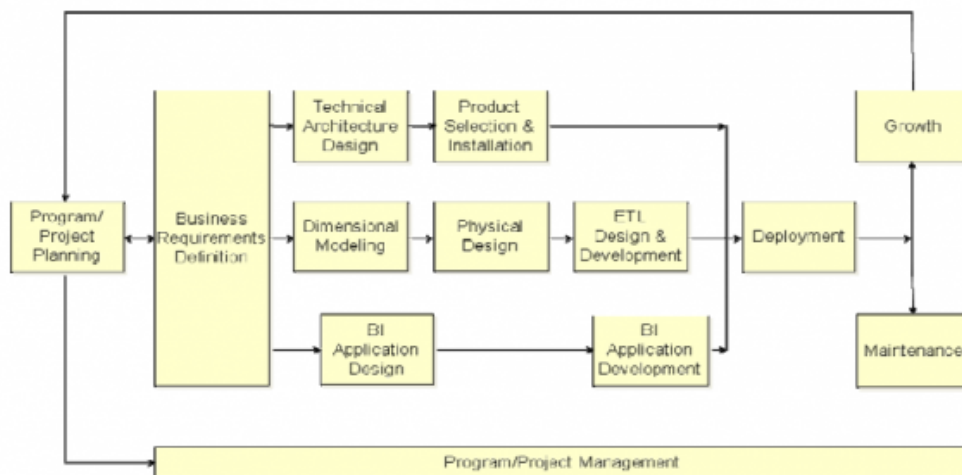 Technical
Architecture
Design
Product
Selection &
Installation
Growth
Program/
Project
Planning
Business
Requirements
Definition
Dimensional
Modeling
Physical
Design
ETL
Design &
Development
Deployment
BI
Application
Design
BI
Application
Development
Maintenance
Program/Project Management